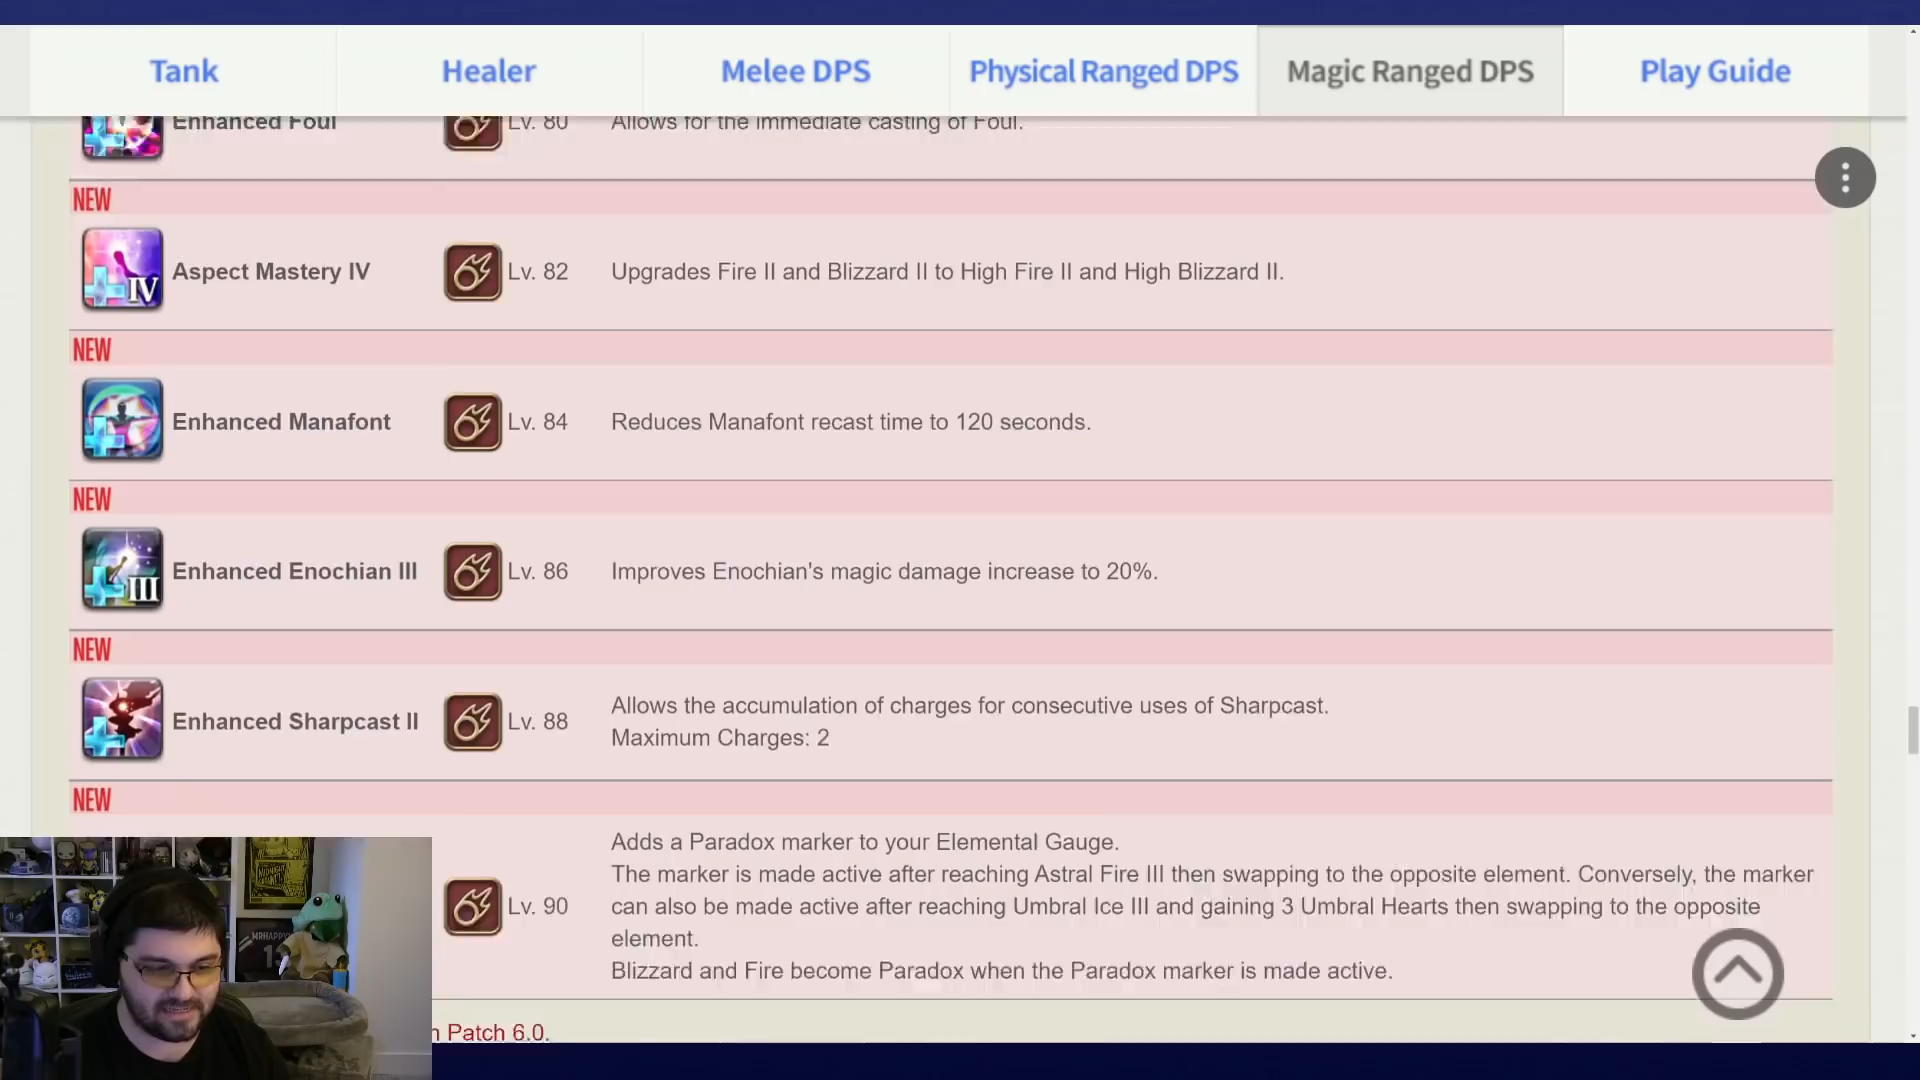 Tank Healer Melee DPS Physical Ranged DPS Magic Ranged DPS Play Guide
Enhanced Foul Lv. 80 Allows for the immediate casting of Foul.
NEW
Aspect Mastery IV Lv. 82 Upgrades Fire II and Blizzard II to High Fire II and High Blizzard II.
IV
NEW
Enhanced Manafont Lv. 84 Reduces Manafont recast time to 120 seconds.
NEW
Enhanced Enochian III Lv. 86 Improves Enochian's magic damage increase to 20%.
III
NEW
Allows the accumulation of charges for consecutive uses of Sharpcast.
Enhanced Sharpcast II Lv. 88
Maximum Charges: 2
NEW
Adds a Paradox marker to your Elemental Gauge.
The marker is made active after reaching Astral Fire III then swapping to the opposite element. Conversely, the marker
Lv. 90 can also be made active after reaching Umbral Ice III and gaining 3 Umbral Hearts then swapping to the opposite
element.
Blizzard and Fire become Paradox when the Paradox marker is made active.
MRHAPPY
n Patch 6.0.